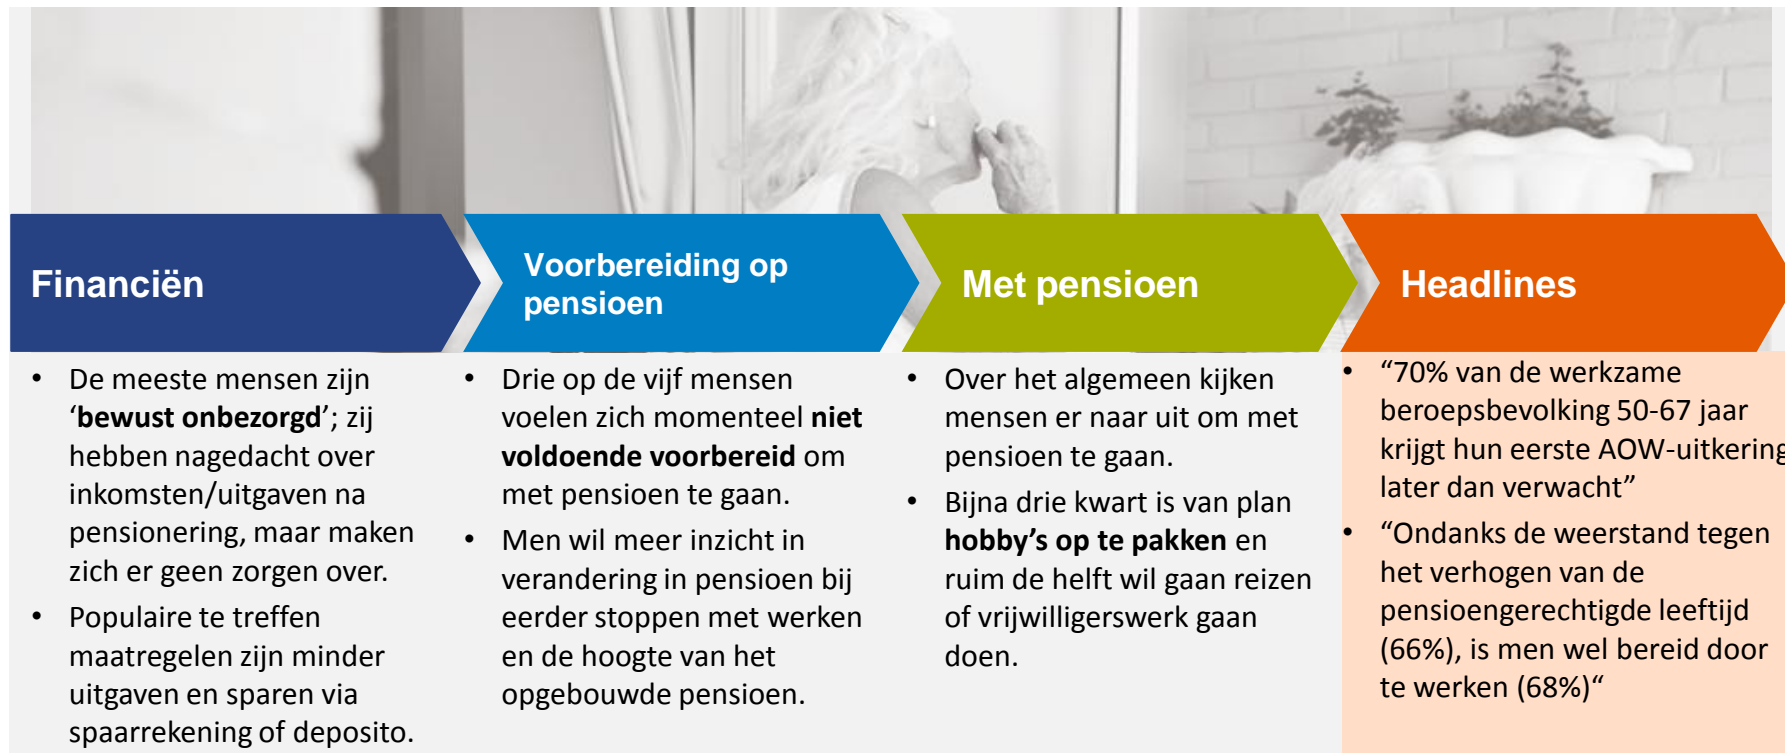 Financiën
• De meeste mensen zijn
‘bewust onbezorgd’; zij
hebben nagedacht over
inkomsten/uitgaven na
pensionering, maar maken
zich er geen zorgen over.
• Populaire te treffen
maatregelen zijn minder
uitgaven en sparen via
spaarrekening of deposito.
Voorbereiding op
pensioen
• Drie op de vijf mensen
voelen zich momenteel niet
voldoende voorbereid om
met pensioen te gaan.
• Men wil meer inzicht in
verandering in pensioen bij
eerder stoppen met werken
en de hoogte van het
opgebouwde pensioen.
Met pensioen
• Over het algemeen kijken
mensen er naar uit om met
pensioen te gaan.
• Bijna drie kwart is van plan
hobby’s op te pakken en
ruim de helft wil gaan reizen
of vrijwilligerswerk gaan
doen.
Headlines
• “70% van de werkzame
beroepsbevolking 50-67 jaar
krijgt hun eerste AOW-uitkering
later dan verwacht”
• “Ondanks de weerstand tegen
het verhogen van de
pensioengerechtigde leeftijd
(66%), is men wel bereid door
te werken (68%)“